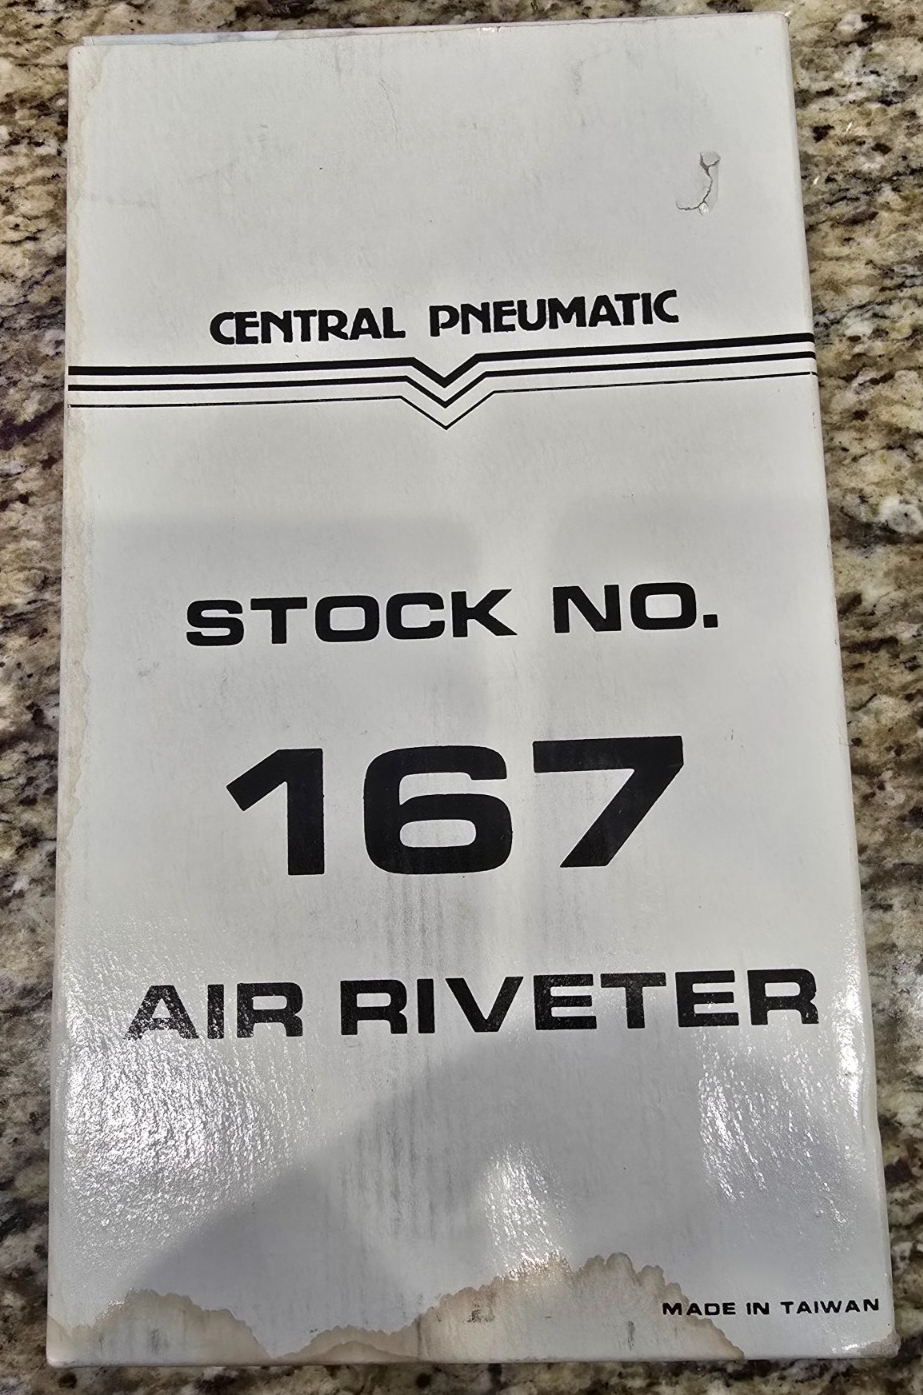 CENTRAL PNEUMATIC
STOCK NO.
167
AIR RIVETER
MADE IN TAIWAN